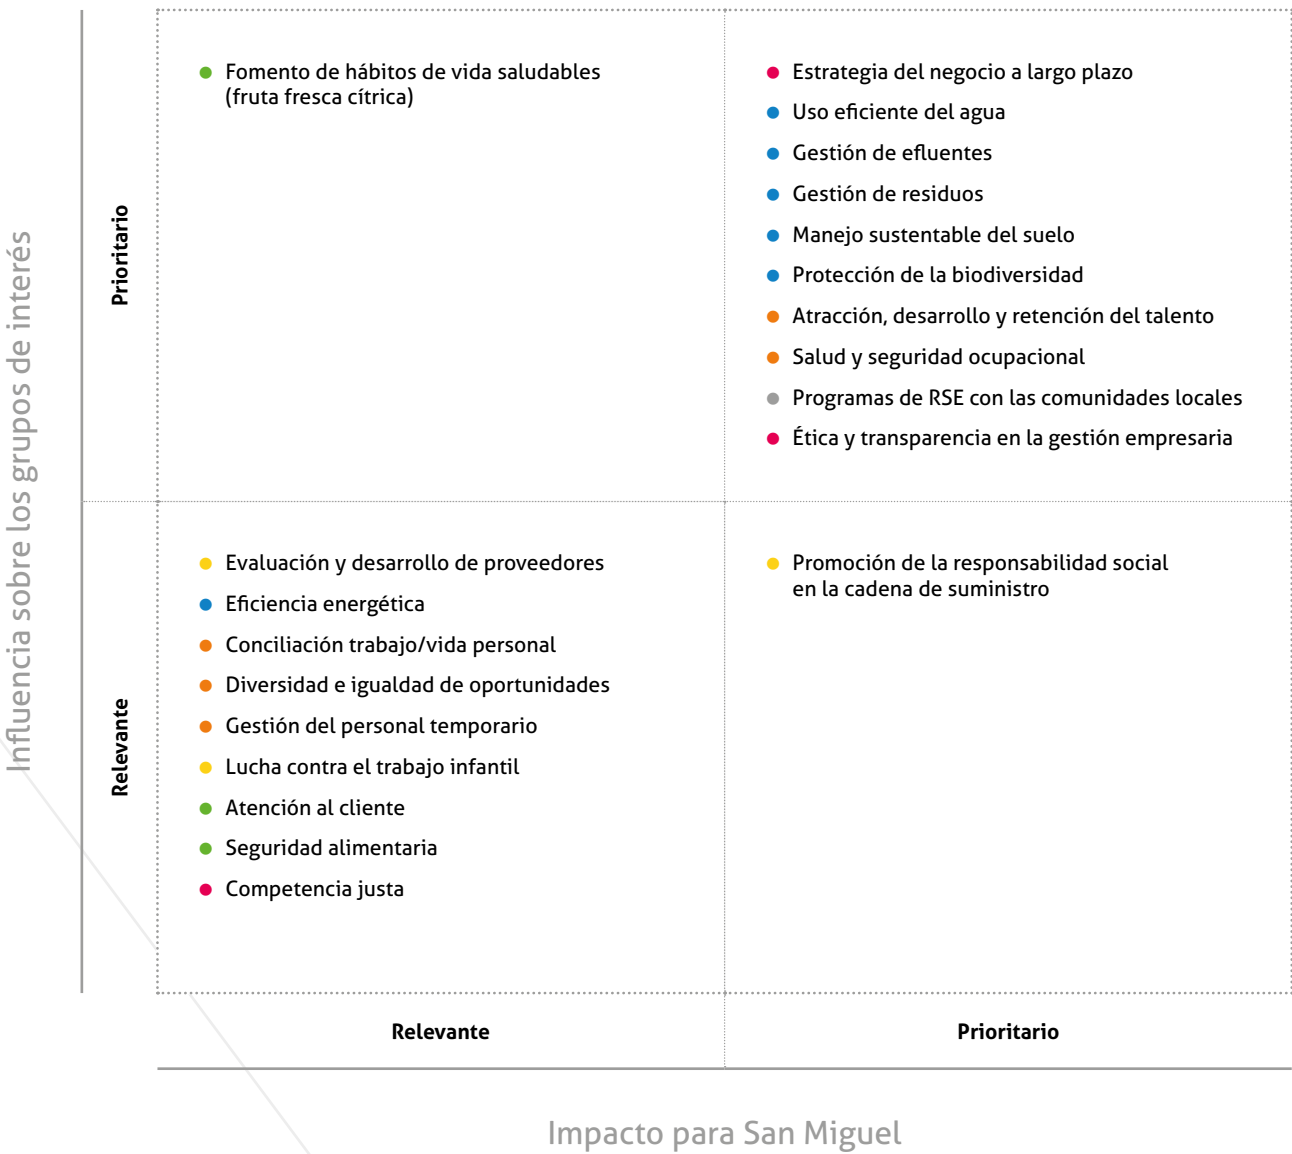 Influencia sobre los grupos de interés
Prioritario
Fomento de hábitos de vida saludables
(fruta fresca cítrica)
Estrategia del negocio a largo plazo
Uso eficiente del agua
Gestión de efluentes
Gestión de residuos
Manejo sustentable del suelo
Protección de la biodiversidad
Atracción, desarrollo y retención del talento
Salud y seguridad ocupacional
Programas de RSE con las comunidades locales
Ética y transparencia en la gestión empresaria
Relevante
Evaluación y desarrollo de proveedores
Eficiencia energética
Conciliación trabajo/vida personal
Diversidad e igualdad de oportunidades
Gestión del personal temporario
Lucha contra el trabajo infantil
Atención al cliente
Seguridad alimentaria
Competencia justa
Promoción de la responsabilidad social
en la cadena de suministro
Relevante
Prioritario
Impacto para San Miguel